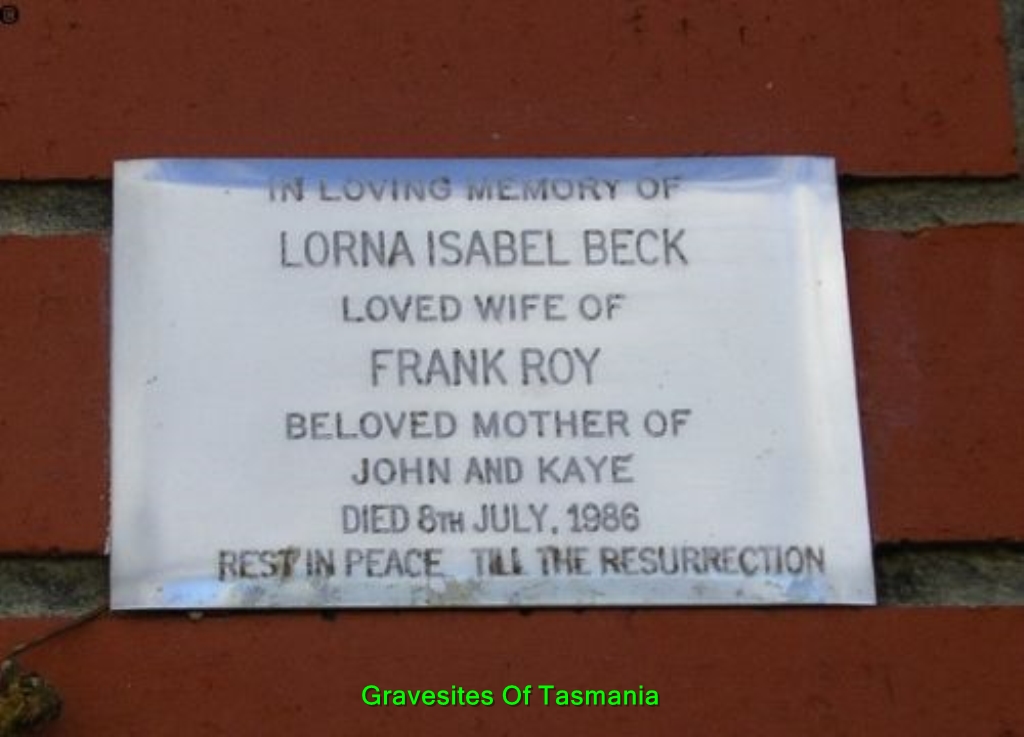 IN LOVING MEMORY OF
LORNA ISABEL BECK
LOVED WIFE OF
FRANK ROY
BELOVED MOTHER OF
JOHN AND KAYE
DIED 8TH JULY, 1986
REST IN PEACE TILL THE RESURRECTION
Gravesites Of Tasmania